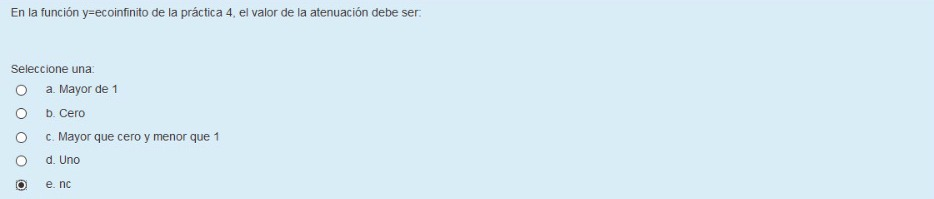 En la función y=ecoinfinito de la práctica 4, el valor de la atenuación debe ser:
Seleccione una:
a. Mayor de 1
b. Cero
c. Mayor que cero y menor que 1
d. Uno
e. nc